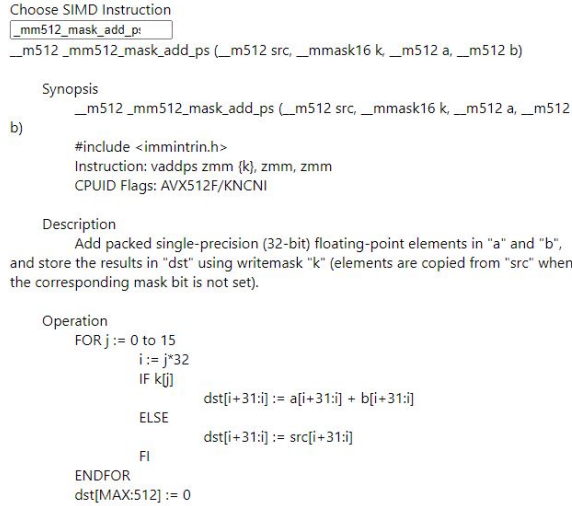 Choose SIMD Instruction
_mm512_mask_add_ps
__m512 _mm512_mask_add_ps (__m512 src, __mmask16 k, __m512 a, __m512 b)
Synopsis
__m512 _mm512_mask_add_ps (__m512 src, __mmask16 k, __m512 a, __m512
b)
#include <immintrin.h>
Instruction: vaddps zmm {k}, zmm, zmm
CPUID Flags: AVX512F/KNCNI
Description
Add packed single-precision (32-bit) floating-point elements in "a" and "b",
and store the results in "dst" using writemask "k" (elements are copied from "src" when
the corresponding mask bit is not set).
Operation
FOR j := 0 to 15
i := j*32
IF k[j]
dst[i+31:i] := a[i+31:i] + b[i+31:i]
ELSE
dst[i+31:i] := src[i+31:i]
FI
ENDFOR
dst[MAX:512] := 0